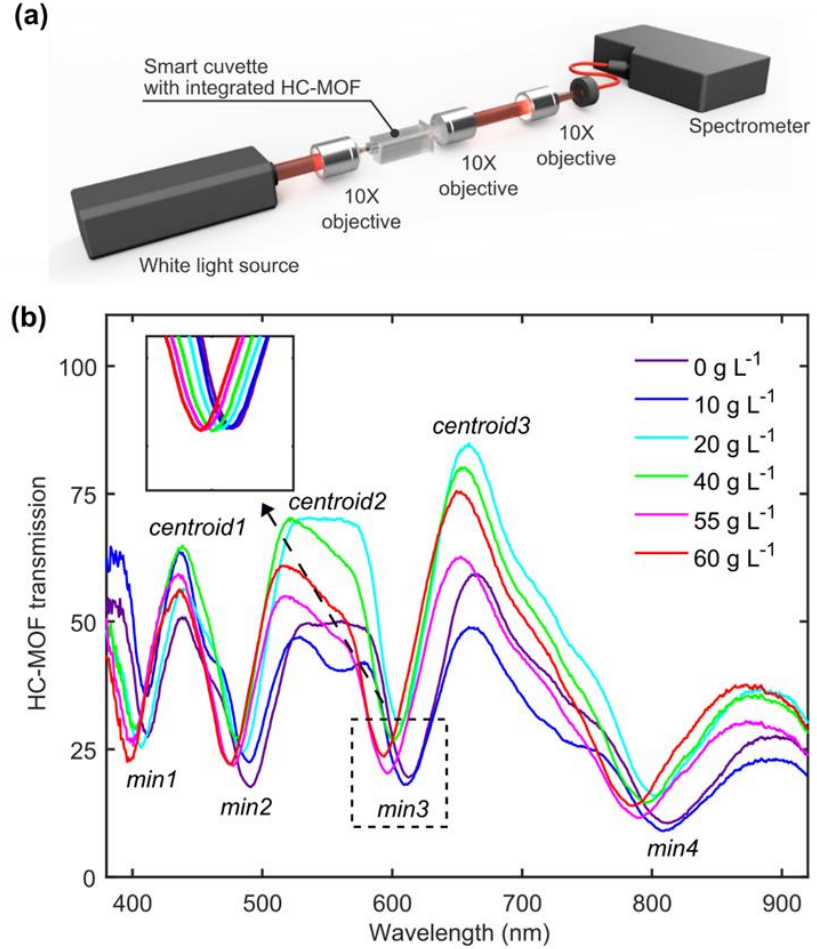 (a)
Smart cuvette
with integrated HC-MOF
Spectrometer
10X
objective
10X
objective
10X
objective
White light source
(b)
HC-MOF transmission
100
75
50
25
0
centroid1
centroid2
centroid3
min1
min2
min3
min4
0 g L⁻¹
10 g L⁻¹
20 g L⁻¹
40 g L⁻¹
55 g L⁻¹
60 g L⁻¹
400 500 600 700 800 900
Wavelength (nm)